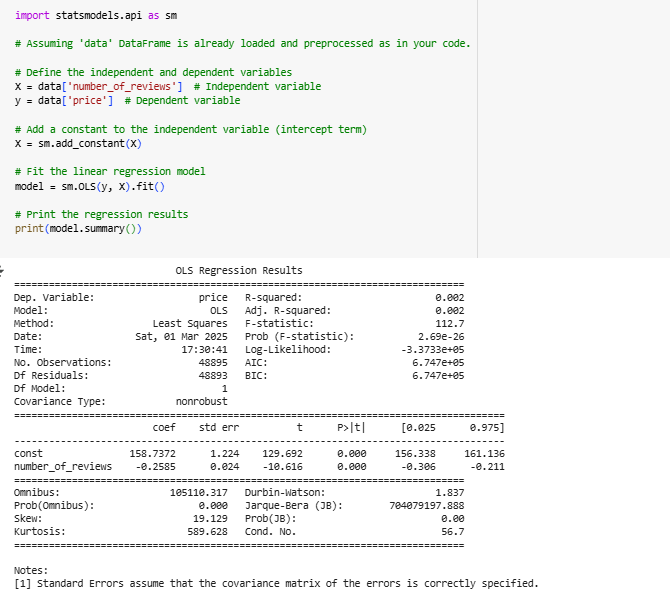 import statsmodels.api as sm
# Assuming 'data' DataFrame is already loaded and preprocessed as in your code.
# Define the independent and dependent variables
X = data['number_of_reviews']  # Independent variable
y = data['price']  # Dependent variable
# Add a constant to the independent variable (intercept term)
X = sm.add_constant(X)
# Fit the linear regression model
model = sm.OLS(y, X).fit()
# Print the regression results
print(model.summary())
OLS Regression Results
==============================================================================
Dep. Variable:                  price   R-squared:                       0.002
Model:                            OLS   Adj. R-squared:                  0.002
Method:                 Least Squares   F-statistic:                     112.7
Date:                Sat, 01 Mar 2025   Prob (F-statistic):           2.69e-26
Time:                        17:30:41   Log-Likelihood:            -3.3733e+05
No. Observations:               48895   AIC:                         6.747e+05
Df Residuals:                   48893   BIC:                         6.747e+05
Df Model:                           1
Covariance Type:            nonrobust
=====================================================================================
                        coef    std err          t      P>|t|      [0.025      0.975]
-------------------------------------------------------------------------------------
const               158.7372      1.224    129.692      0.000     156.338     161.136
number_of_reviews    -0.2585      0.024    -10.616      0.000      -0.306      -0.211
==============================================================================
Omnibus:                   105110.317   Durbin-Watson:                   1.837
Prob(Omnibus):                  0.000   Jarque-Bera (JB):        704079197.888
Skew:                          19.129   Prob(JB):                         0.00
Kurtosis:                     589.628   Cond. No.                         56.7
==============================================================================
Notes:
[1] Standard Errors assume that the covariance matrix of the errors is correctly specified.